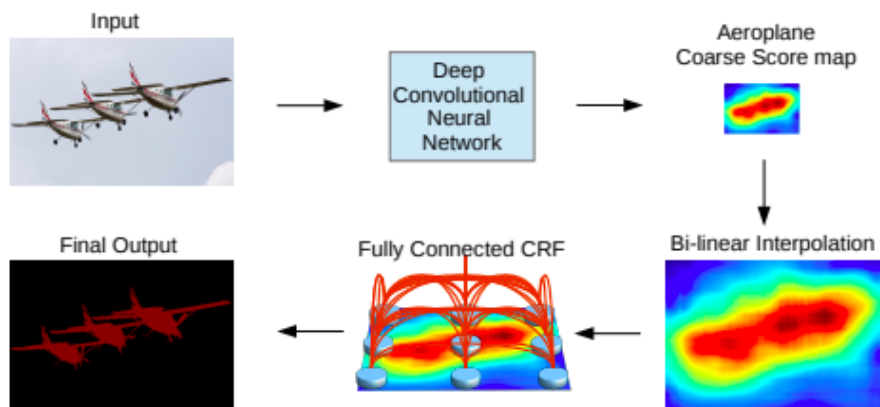 Input
Deep
Convolutional
Neural
Network
Aeroplane
Coarse Score map
Bi-linear Interpolation
Fully Connected CRF
Final Output